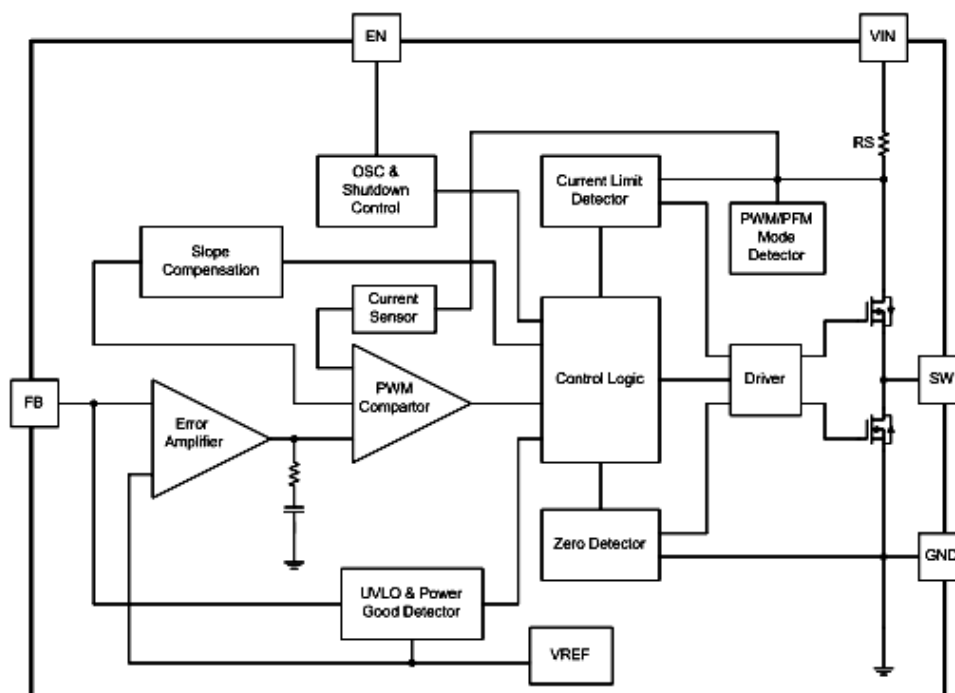 EN
VIN
RS
OSC &
Shutdown
Control
Current Limit
Detector
PWM/PFM
Mode
Detector
Slope
Compensation
Current
Sensor
FB
Error
Amplifier
PWM
Compartor
Control Logic
Driver
SW
Zero Detector
GND
UVLO & Power
Good Detector
VREF